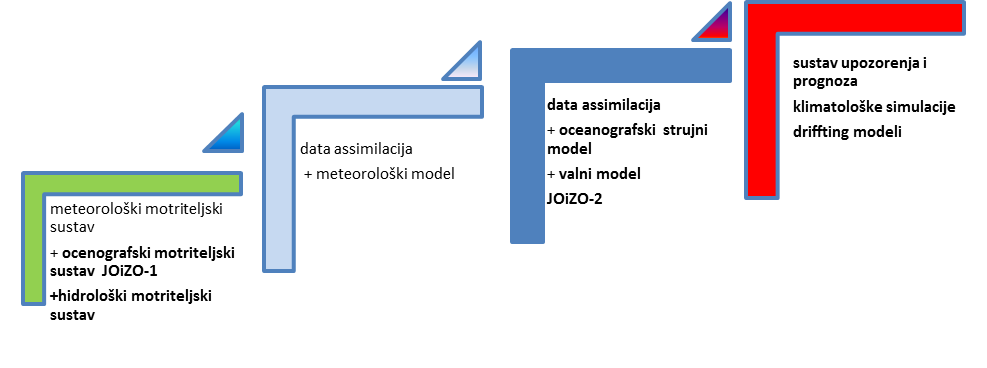 meteorološki motriteljski
sustav
+ ocenografski motriteljski
sustav JOiZO-1
+hidrološki motriteljski
sustav
data assimilacija
+ meteorološki model
data assimilacija
+ oceanografski strujni
model
+ valni model
JOiZO-2
sustav upozorenja i
prognoza
klimatološke simulacije
driffting modeli